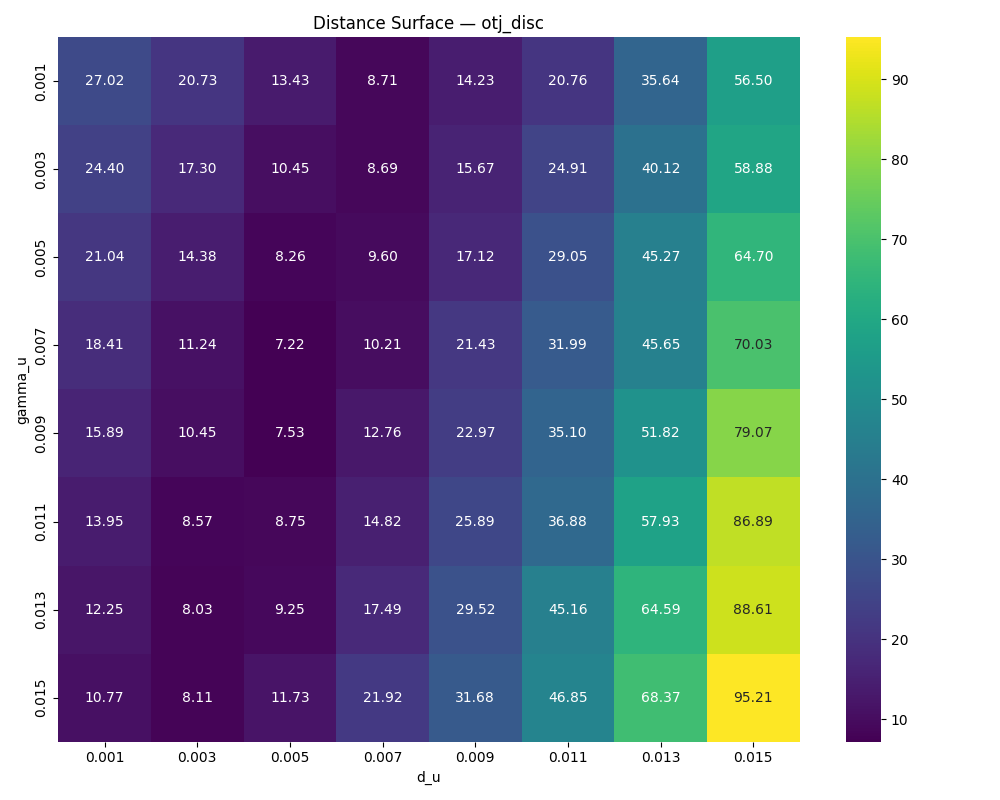 Distance Surface — otj_disc
0.001 27.02 20.73 13.43 8.71 14.23 20.76 35.64 56.50
0.003 24.40 17.30 10.45 8.69 15.67 24.91 40.12 58.88
0.005 21.04 14.38 8.26 9.60 17.12 29.05 45.27 64.70
0.007 18.41 11.24 7.22 10.21 21.43 31.99 45.65 70.03
0.009 15.89 10.45 7.53 12.76 22.97 35.10 51.82 79.07
0.011 13.95 8.57 8.75 14.82 25.89 36.88 57.93 86.89
0.013 12.25 8.03 9.25 17.49 29.52 45.16 64.59 88.61
0.015 10.77 8.11 11.73 21.92 31.68 46.85 68.37 95.21
gamma_u
0.001 0.003 0.005 0.007 0.009 0.011 0.013 0.015
d_u
90
80
70
60
50
40
30
20
10